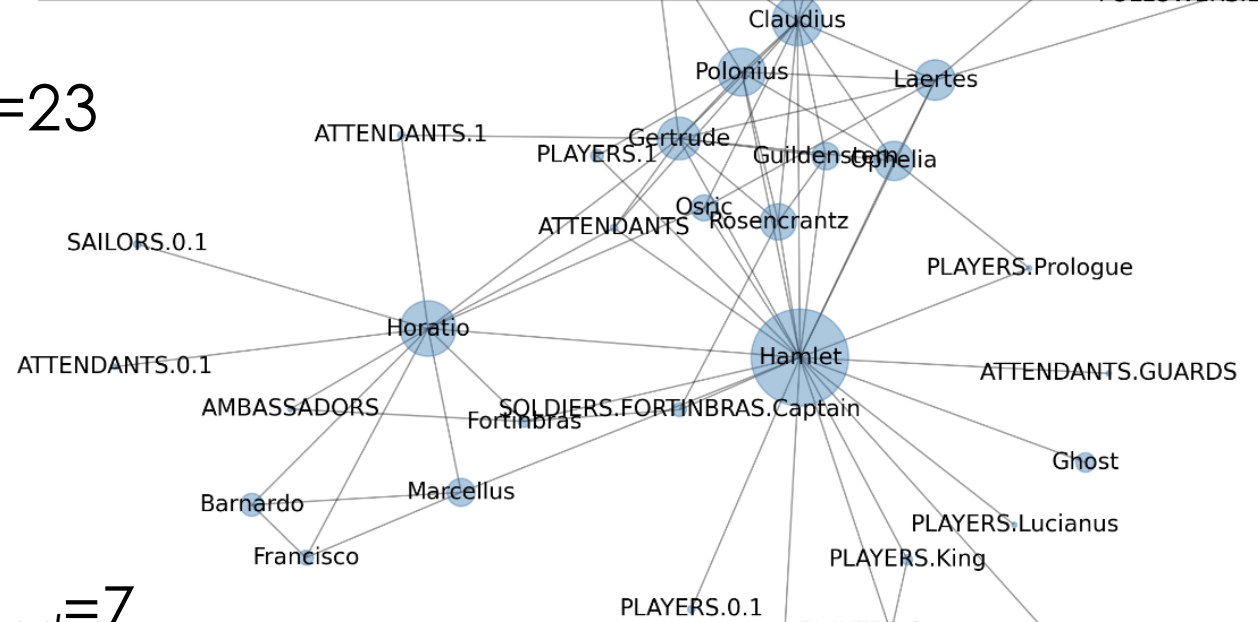 Claudius
Polonius
Laertes
=23
ATTENDANTS.1
Gertrude
PLAYERS.1
Guildenstern
Ophelia
Osric
Rosencrantz
ATTENDANTS
SAILORS.0.1
PLAYERS.Prologue
Horatio
Hamlet
ATTENDANTS.0.1
ATTENDANTS.GUARDS
AMBASSADORS
SOLDIERS.FORTINBRAS.Captain
Fortinbras
Ghost
Marcellus
Barnardo
PLAYERS.Lucianus
Francisco
PLAYERS.King
=7
PLAYERS.0.1